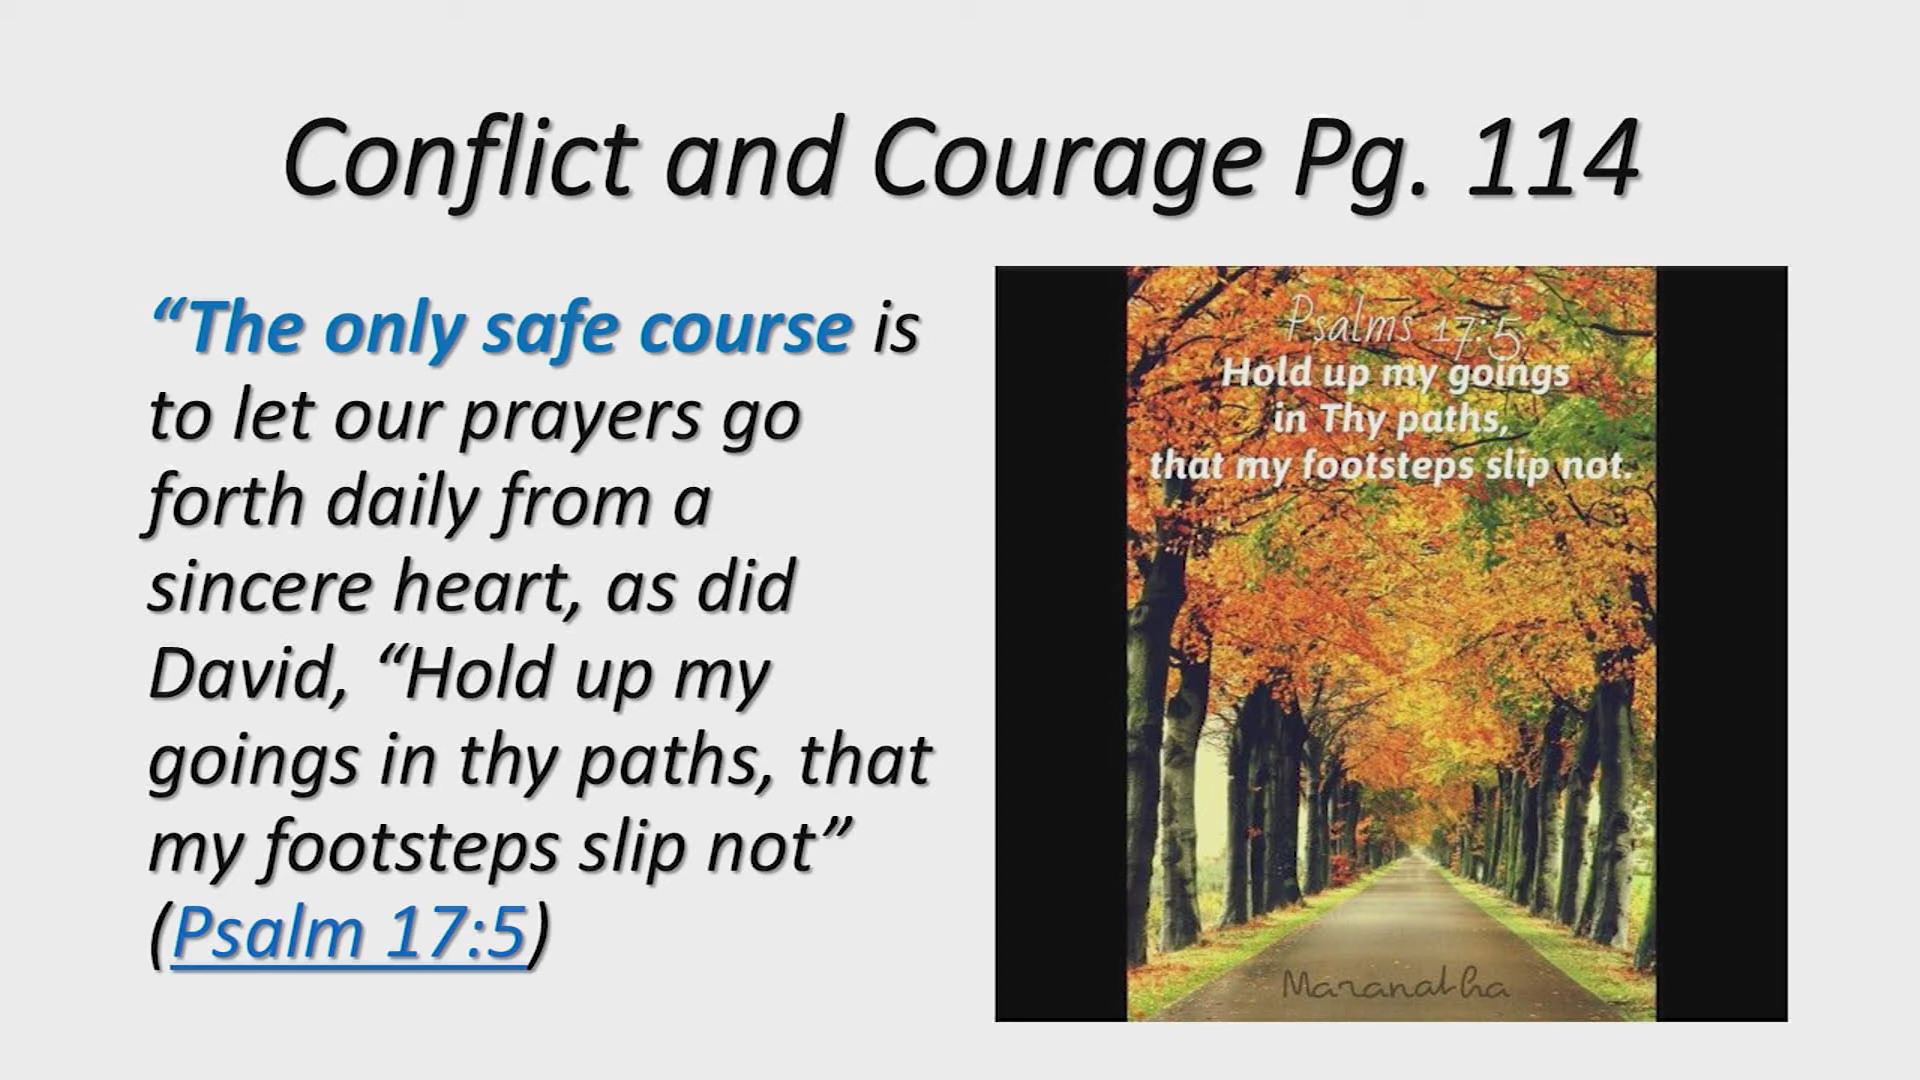 Conflict and Courage Pg. 114
“The only safe course is
to let our prayers go
forth daily from a
sincere heart, as did
David, “Hold up my
goings in thy paths, that
my footsteps slip not”
(Psalm 17:5)
Psalms 17:5
Hold up my goings
in Thy paths,
that my footsteps slip not.
Maranatha